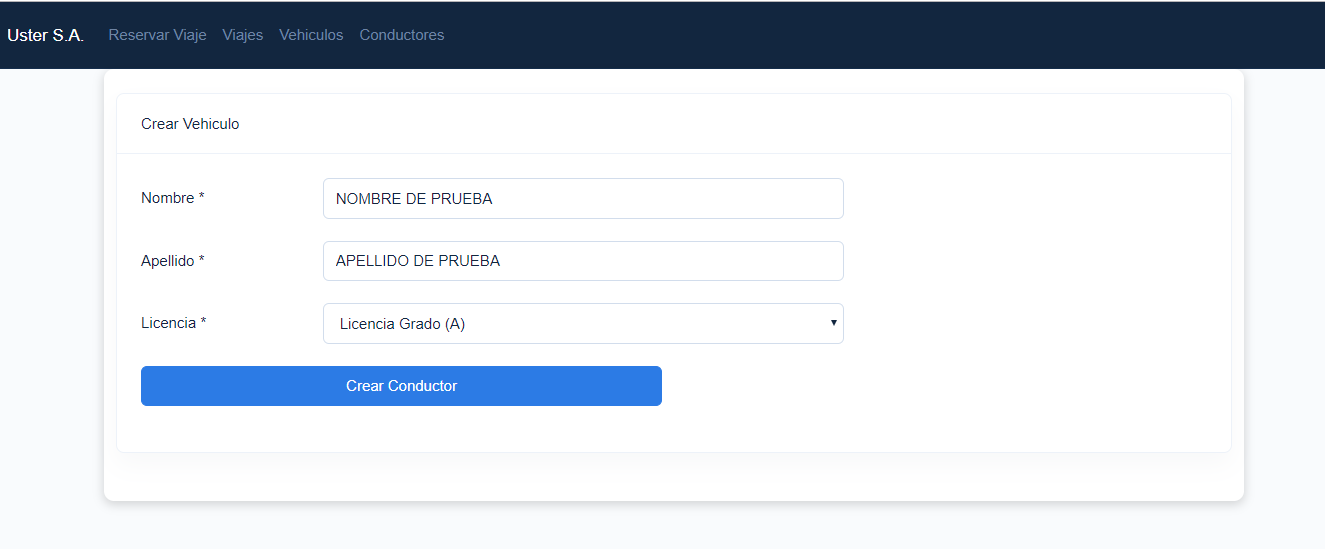 Uster S.A. Reservar Viaje Viajes Vehiculos Conductores
Crear Vehiculo
Nombre * NOMBRE DE PRUEBA
Apellido * APELLIDO DE PRUEBA
Licencia * Licencia Grado (A)
Crear Conductor